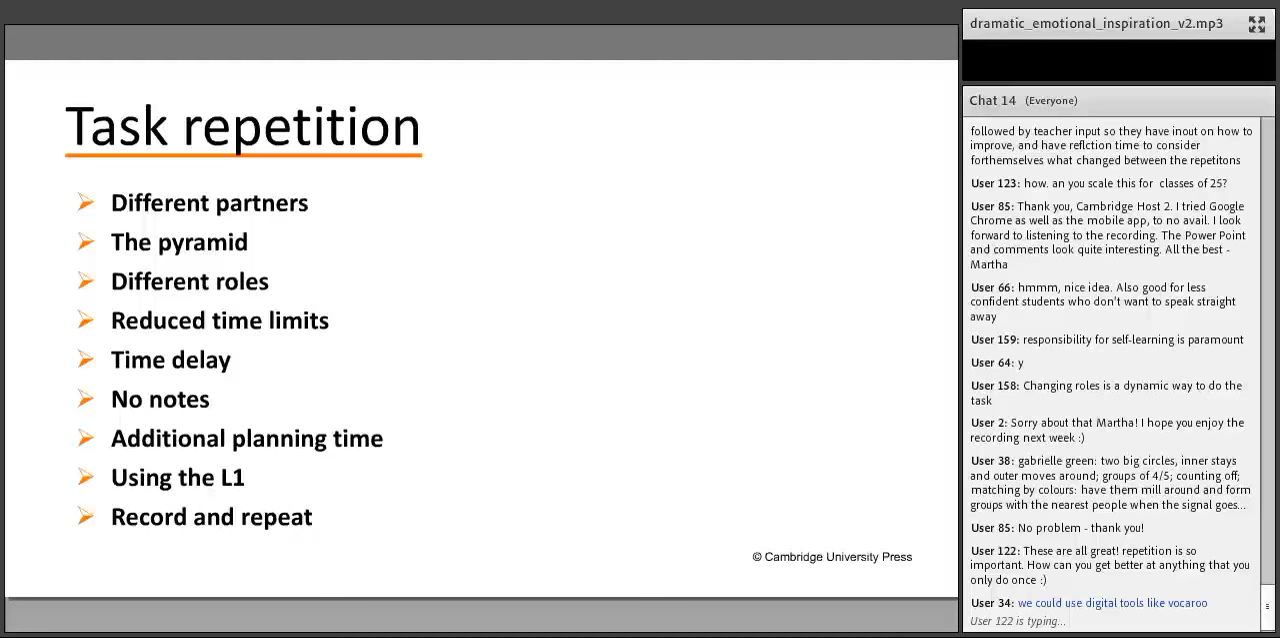 Task repetition
Different partners
The pyramid
Different roles
Reduced time limits
Time delay
No notes
Additional planning time
Using the L1
Record and repeat
© Cambridge University Press
dramatic_emotional_inspiration_v2.mp3
Chat 14 (Everyone)
followed by teacher input so they have inout on how to
improve, and have reflction time to consider
forthemselves what changed between the repetitons
User 123: how. an you scale this for classes of 25?
User 85: Thank you, Cambridge Host 2. I tried Google
Chrome as well as the mobile app, to no avail. I look
forward to listening to the recording. The Power Point
and comments look quite interesting. All the best -
Martha
User 66: hmmm, nice idea. Also good for less
confident students who don't want to speak straight
away
User 159: responsibility for self-learning is paramount
User 64: y
User 158: Changing roles is a dynamic way to do the
task
User 2: Sorry about that Martha! I hope you enjoy the
recording next week :)
User 38: gabrielle green: two big circles, inner stays
and outer moves around; groups of 4/5; counting off;
matching by colours: have them mill around and form
groups with the nearest people when the signal goes...
User 85: No problem - thank you!
User 122: These are all great! repetition is so
important. How can you get better at anything that you
only do once :)
User 34: we could use digital tools like vocaroo
User 122 is typing...